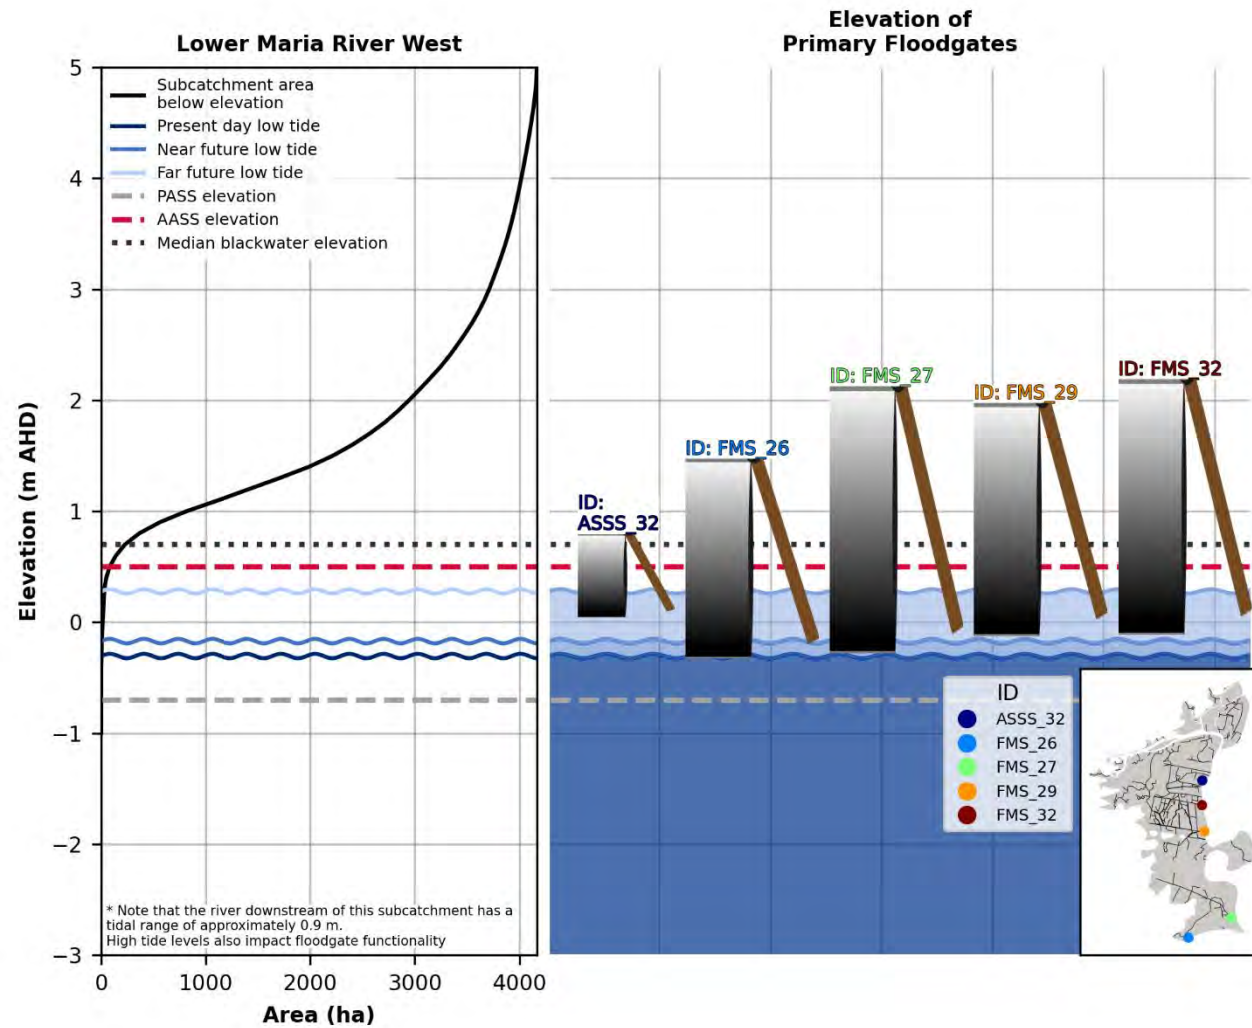 Lower Maria River West
Elevation of
Primary Floodgates
Subcatchment area
below elevation
Present day low tide
Near future low tide
Far future low tide
PASS elevation
AASS elevation
Median blackwater elevation
Elevation (m AHD)
5
4
3
2
1
0
−1
−2
−3
* Note that the river downstream of this subcatchment has a
tidal range of approximately 0.9 m.
High tide levels also impact floodgate functionality
0
1000
2000
3000
4000
Area (ha)
ID:
ASSS_32
ID: FMS_26
ID: FMS_27
ID: FMS_29
ID: FMS_32
ID
ASSS_32
FMS_26
FMS_27
FMS_29
FMS_32